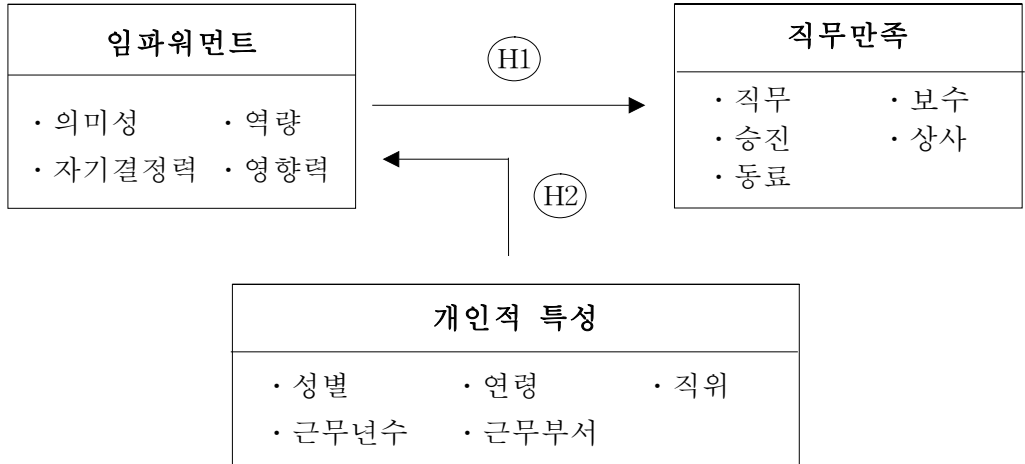 임파워먼트
· 의미성 · 역량
· 자기결정력 · 영향력
H1
직무만족
· 직무 · 보수
· 승진 · 상사
· 동료
H2
개인적 특성
· 성별 · 연령 · 직위
· 근무년수 · 근무부서